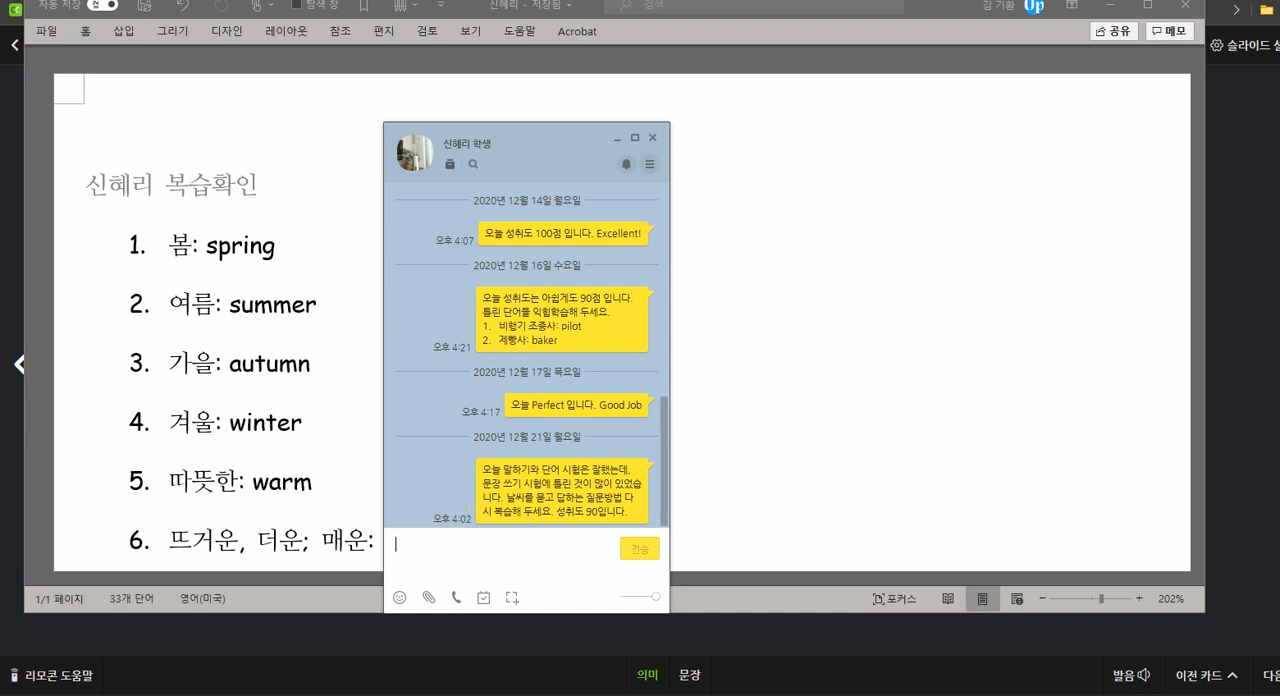 자동 저장
탐색 창
신혜리 - 저장됨
검색
김 기환
Up
파일 홈 삽입 그리기 디자인 레이아웃 참조 편지 검토 보기 도움말 Acrobat
공유
메모
슬라이드
신혜리 복습확인
1. 봄: spring
2. 여름: summer
3. 가을: autumn
4. 겨울: winter
5. 따뜻한: warm
6. 뜨거운, 더운; 매운:
신혜리 학생
2020년 12월 14일 월요일
오늘 성취도 100점 입니다. Excellent!
오후 4:07
2020년 12월 16일 수요일
오늘 성취도는 아쉽게도 90점 입니다.
틀린 단어들 익힘학습해 두세요.
1. 비행기 조종사: pilot
2. 제빵사: baker
오후 4:21
2020년 12월 17일 목요일
오늘 Perfect 입니다. Good Job
오후 4:17
2020년 12월 21일 월요일
오늘 말하기와 단어 시험은 잘했는데,
문장 쓰기 시험에 틀린 것이 많이 있었습
니다. 날씨를 묻고 답하는 질문방법 다
시 복습해 두세요. 성취도 90입니다.
오후 4:02
전송
1/1 페이지 33개 단어 영어(미국)
포커스
202%
리모콘 도움말
의미 문장
발음
이전 카드